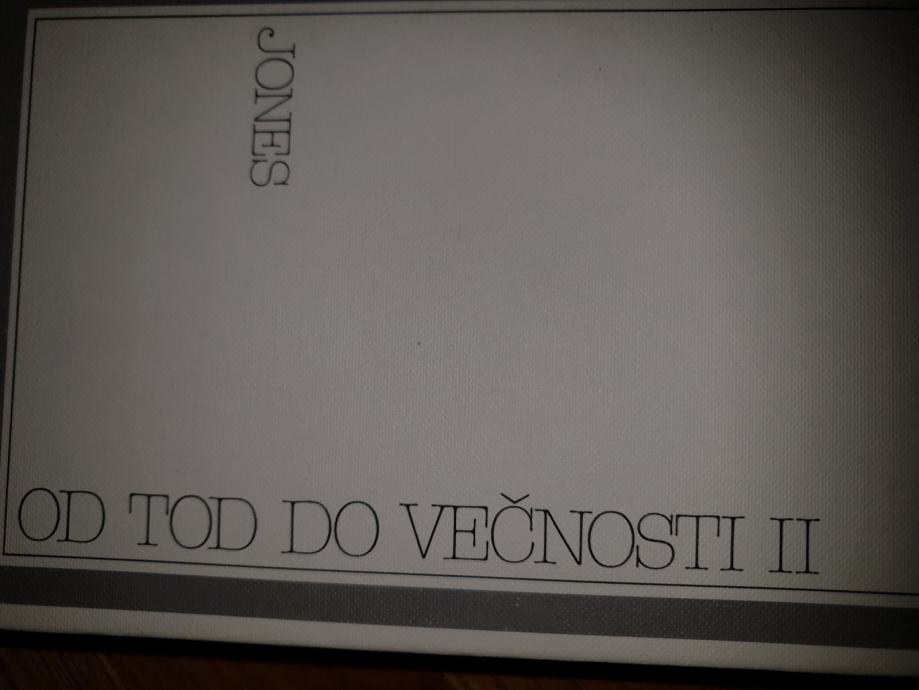 JONES
OD TOD DO VEČNOSTI II